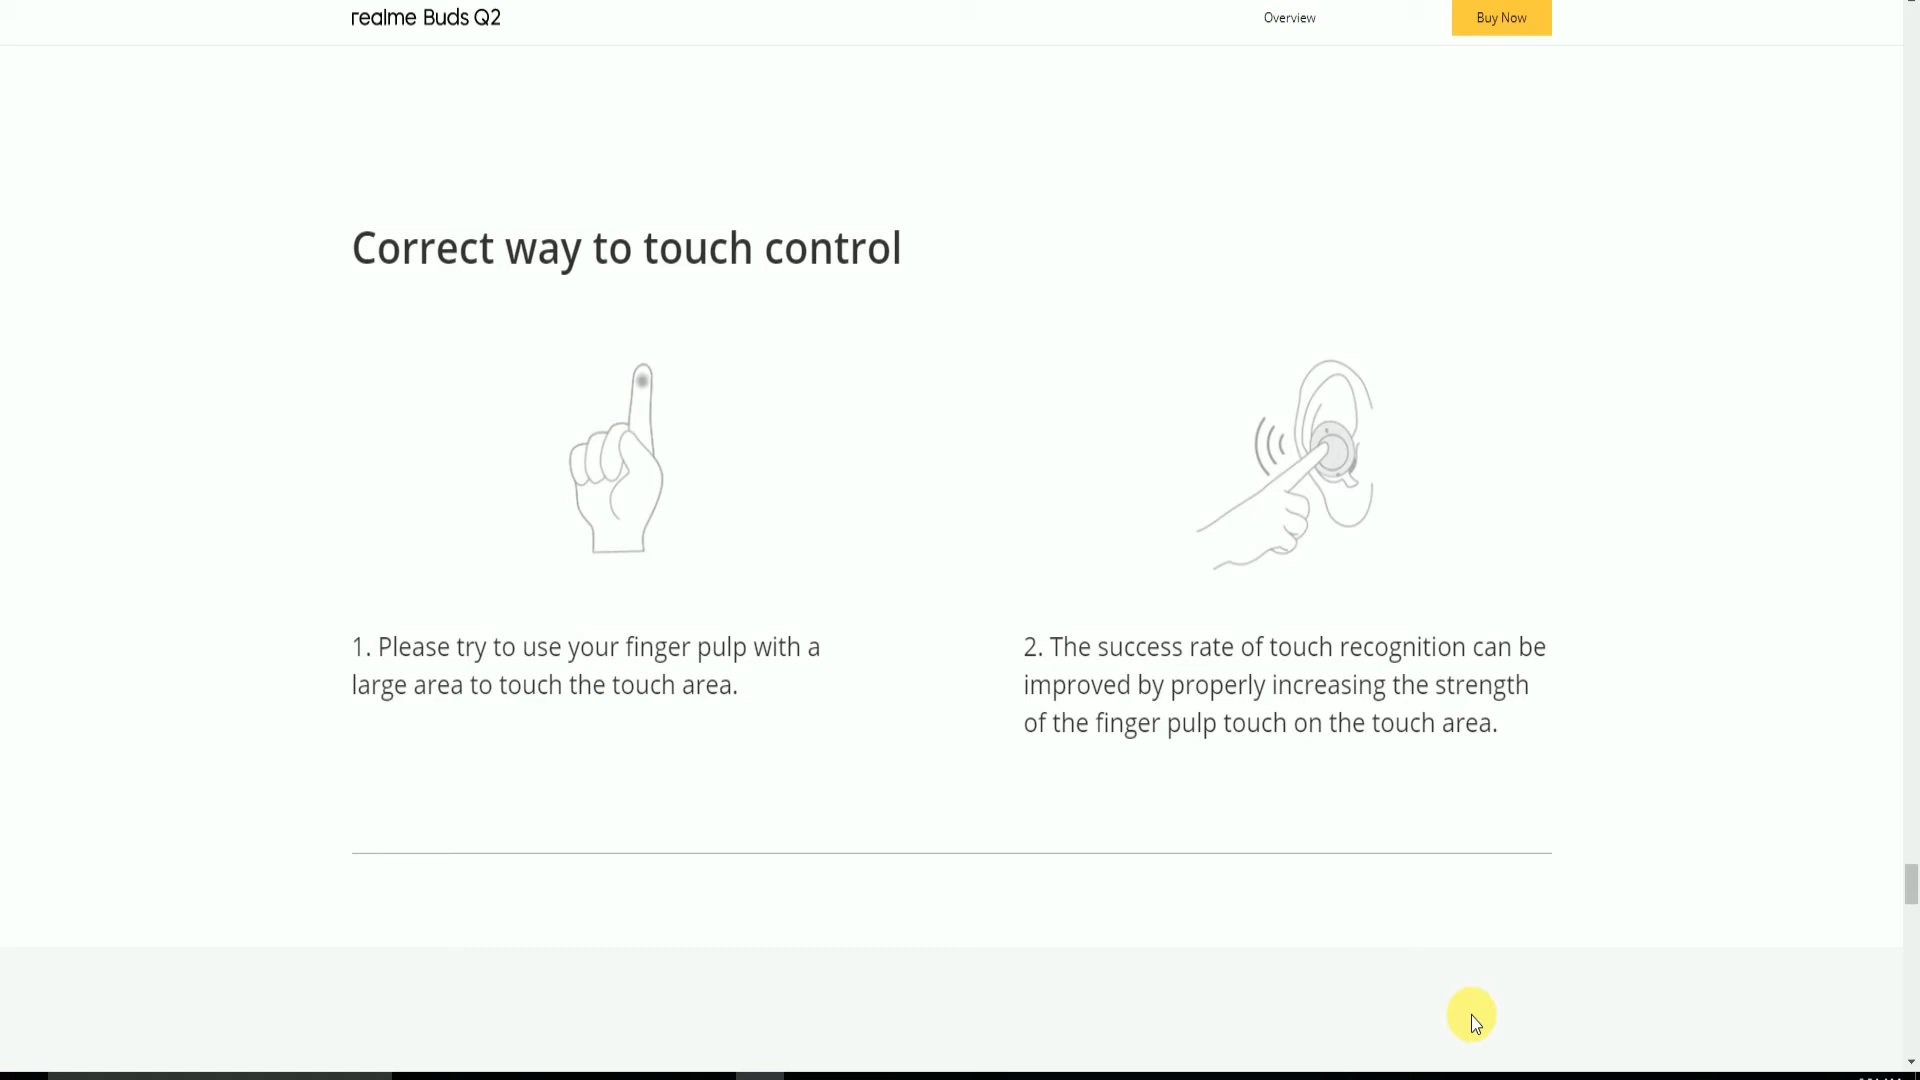 realme Buds Q2
Overview
Buy Now
Correct way to touch control
1. Please try to use your finger pulp with a
large area to touch the touch area.
2. The success rate of touch recognition can be
improved by properly increasing the strength
of the finger pulp touch on the touch area.